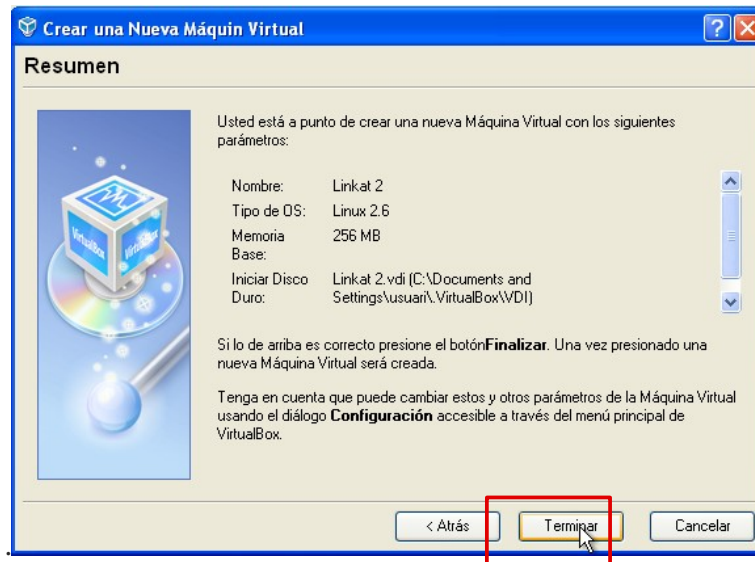 Crear una Nueva Máquin Virtual
Resumen
Usted está a punto de crear una nueva Máquina Virtual con los siguientes
parámetros:
Nombre: Linkat 2
Tipo de OS: Linux 2.6
Memoria 256 MB
Base:
Iniciar Disco Linkat 2.vdi (C:\Documents and
Duro: Settings\usuari\.VirtualBox\VDI)
VirtualBox
Si lo de arriba es correcto presione el botónFinalizar. Una vez presionado una
nueva Máquina Virtual será creada.
Tenga en cuenta que puede cambiar estos y otros parámetros de la Máquina Virtual
usando el diálogo Configuración accesible a través del menú principal de
VirtualBox.
< Atrás Terminar Cancelar